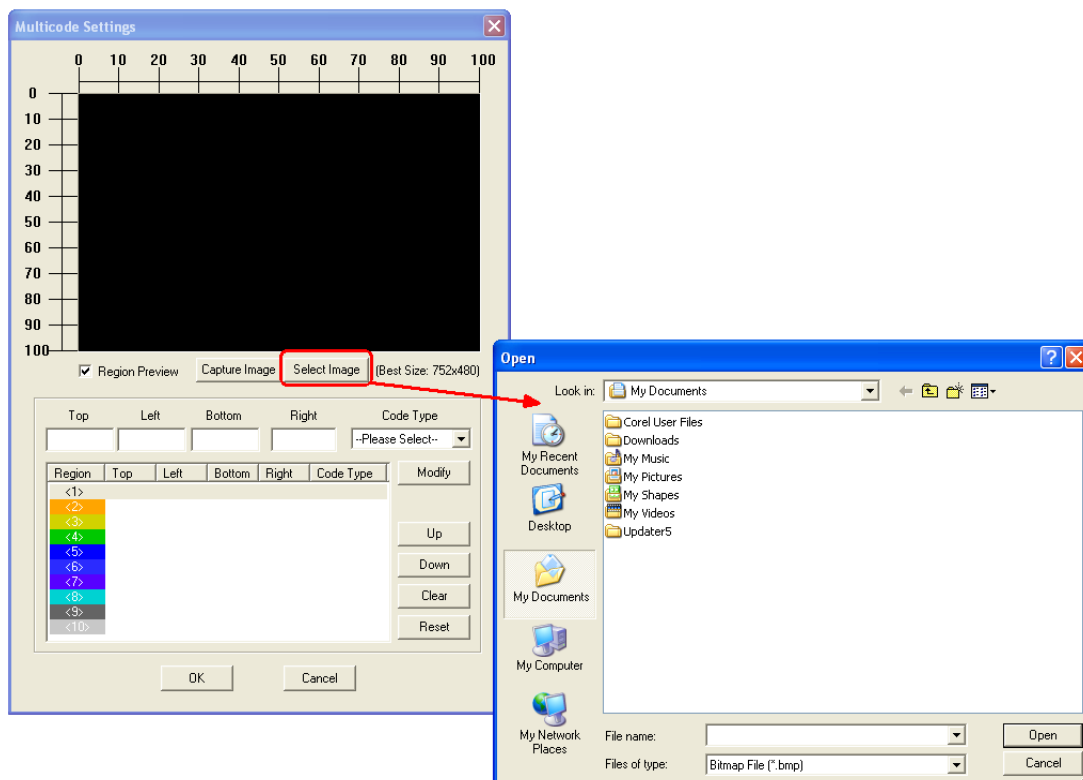 Multicode Settings
0 10 20 30 40 50 60 70 80 90 100
0
10
20
30
40
50
60
70
80
90
100
Region Preview Capture Image Select Image (Best Size: 752x480)
Top Left Bottom Right Code Type
--Please Select--
Region Top Left Bottom Right Code Type Modify
<1>
<2>
<3>
<4> Up
<5>
<6> Down
<7>
<8> Clear
<9>
<10> Reset
OK Cancel
Open
Look in: My Documents
My Recent Documents
Desktop
My Documents
My Computer
My Network Places
Corel User Files
Downloads
My Music
My Pictures
My Shapes
My Videos
Updater5
File name: Open
Files of type: Bitmap File (*.bmp) Cancel